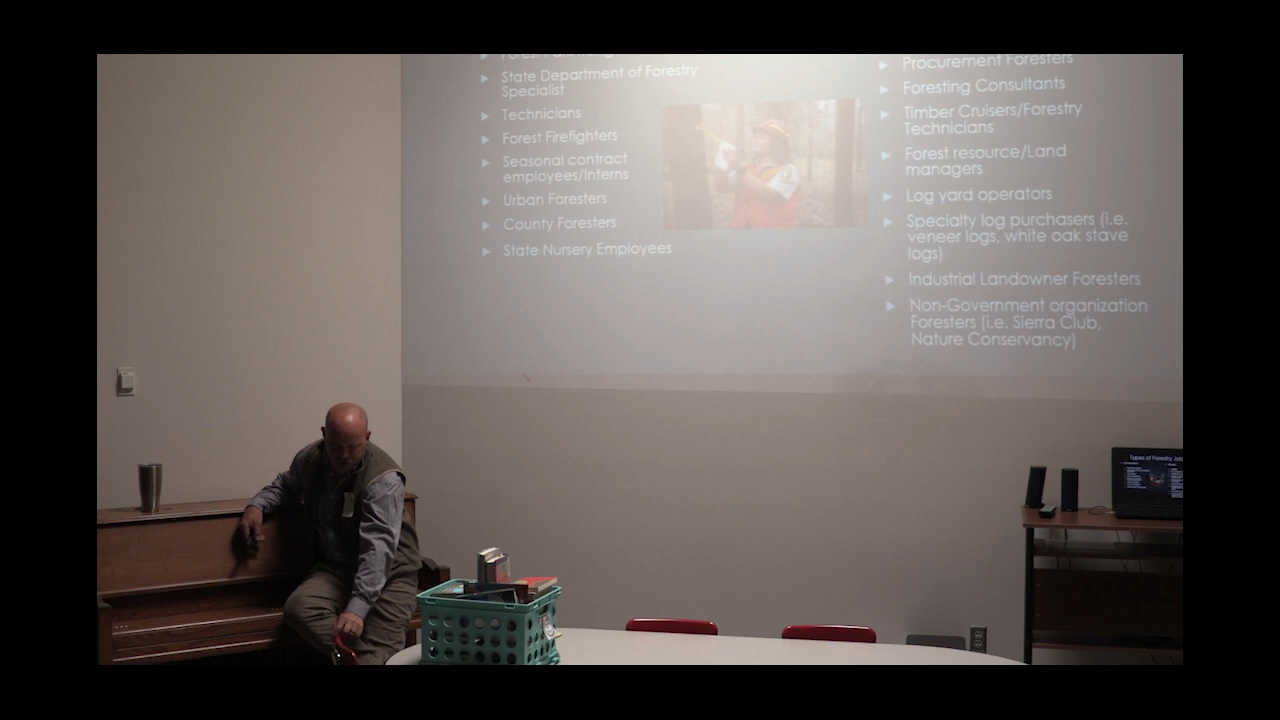 State Department of Forestry
Specialist
Technicians
Forest Firefighters
Seasonal contract
employees/Interns
Urban Foresters
County Foresters
State Nursery Employees
Procurement Foresters
Foresting Consultants
Timber Cruisers/Forestry
Technicians
Forest resource/Land
managers
Log yard operators
Specialty log purchasers (i.e.
veneer logs, white oak stave
logs)
Industrial Landowner Foresters
Non-Government organization
Foresters (i.e. Sierra Club,
Nature Conservancy)
Types of Forestry Job